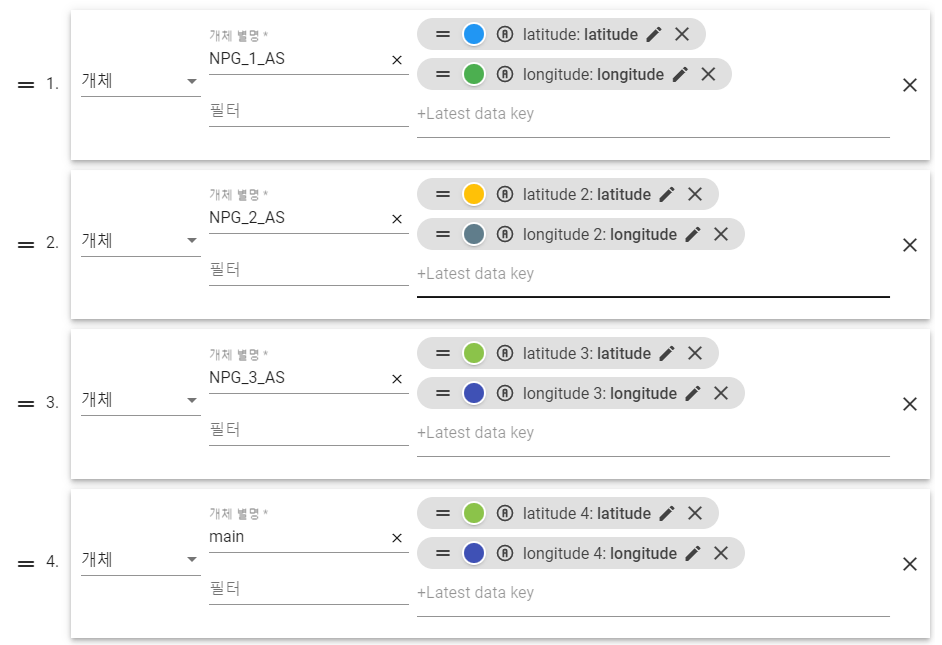 1.
개체
개체 별명 *
NPG_1_AS
필터
latitude: latitude
longitude: longitude
+Latest data key
2.
개체
개체 별명 *
NPG_2_AS
필터
latitude 2: latitude
longitude 2: longitude
+Latest data key
3.
개체
개체 별명 *
NPG_3_AS
필터
latitude 3: latitude
longitude 3: longitude
+Latest data key
4.
개체
개체 별명 *
main
필터
latitude 4: latitude
longitude 4: longitude
+Latest data key